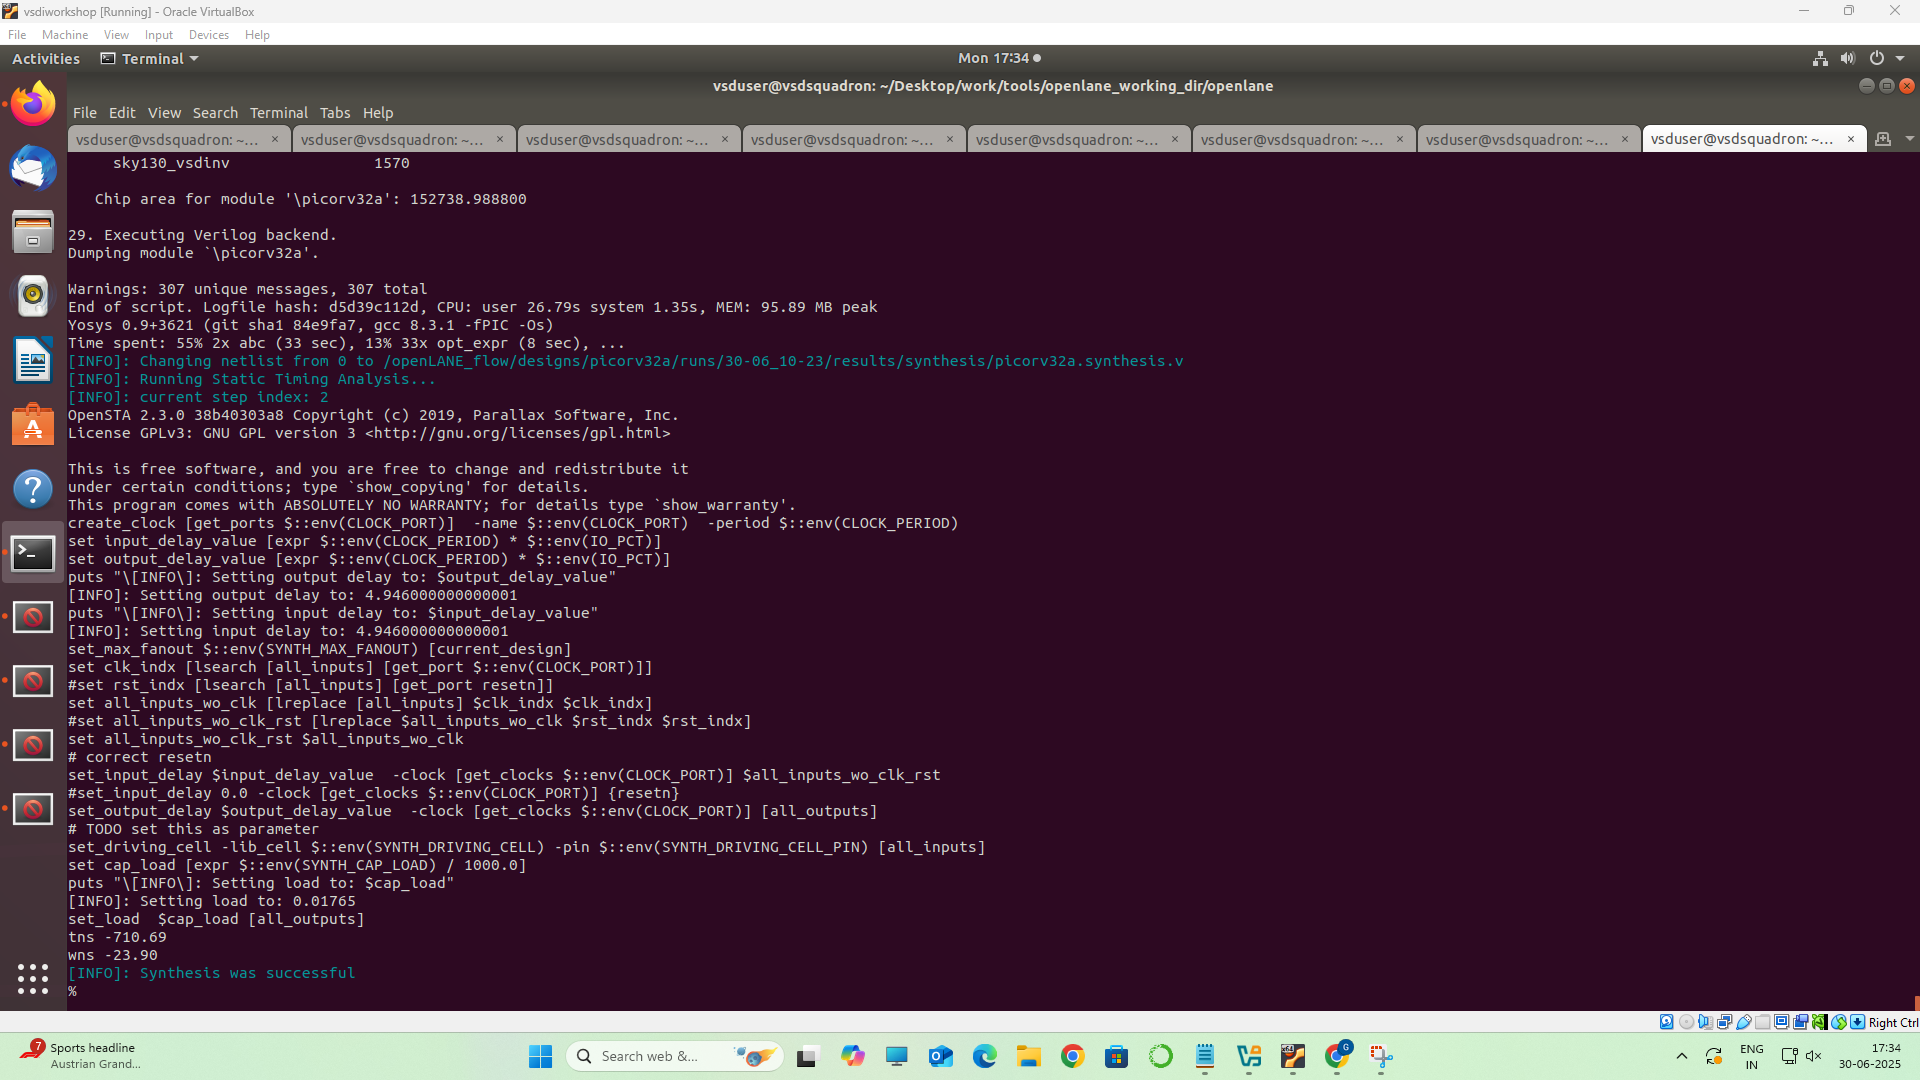 vsdiworkshop [Running] - Oracle VirtualBox
File Machine View Input Devices Help
Activities Terminal Mon 17:34
vsduser@vsdsquadron: ~/Desktop/work/tools/openlane_working_dir/openlane
File Edit View Search Terminal Tabs Help
vsduser@vsdsquadron: ~... × vsduser@vsdsquadron: ~... × vsduser@vsdsquadron: ~... × vsduser@vsdsquadron: ~... × vsduser@vsdsquadron: ~... × vsduser@vsdsquadron: ~... × vsduser@vsdsquadron: ~... × vsduser@vsdsquadron: ~... ×
sky130_vsdinv 1570
Chip area for module '\picorv32a': 152738.988800
29. Executing Verilog backend.
Dumping module `\picorv32a'.
Warnings: 307 unique messages, 307 total
End of script. Logfile hash: d5d39c112d, CPU: user 26.79s system 1.35s, MEM: 95.89 MB peak
Yosys 0.9+3621 (git sha1 84e9fa7, gcc 8.3.1 -fPIC -Os)
Time spent: 55% 2x abc (33 sec), 13% 33x opt_expr (8 sec), ...
[INFO]: Changing netlist from 0 to /openLANE_flow/designs/picorv32a/runs/30-06_10-23/results/synthesis/picorv32a.synthesis.v
[INFO]: Running Static Timing Analysis...
[INFO]: current step index: 2
OpenSTA 2.3.0 38b40303a8 Copyright (c) 2019, Parallax Software, Inc.
License GPLv3: GNU GPL version 3 <http://gnu.org/licenses/gpl.html>
This is free software, and you are free to change and redistribute it
under certain conditions; type `show_copying' for details.
This program comes with ABSOLUTELY NO WARRANTY; for details type `show_warranty'.
create_clock [get_ports $::env(CLOCK_PORT)]  -name $::env(CLOCK_PORT)  -period $::env(CLOCK_PERIOD)
set input_delay_value [expr $::env(CLOCK_PERIOD) * $::env(IO_PCT)]
set output_delay_value [expr $::env(CLOCK_PERIOD) * $::env(IO_PCT)]
puts "\[INFO\]: Setting output delay to: $output_delay_value"
[INFO]: Setting output delay to: 4.946000000000001
puts "\[INFO\]: Setting input delay to: $input_delay_value"
[INFO]: Setting input delay to: 4.946000000000001
set_max_fanout $::env(SYNTH_MAX_FANOUT) [current_design]
set clk_indx [lsearch [all_inputs] [get_port $::env(CLOCK_PORT)]]
#set rst_indx [lsearch [all_inputs] [get_port resetn]]
set all_inputs_wo_clk [lreplace [all_inputs] $clk_indx $clk_indx]
#set all_inputs_wo_clk_rst [lreplace $all_inputs_wo_clk $rst_indx $rst_indx]
set all_inputs_wo_clk_rst $all_inputs_wo_clk
# correct resetn
set_input_delay $input_delay_value  -clock [get_clocks $::env(CLOCK_PORT)] $all_inputs_wo_clk_rst
#set_input_delay 0.0 -clock [get_clocks $::env(CLOCK_PORT)] {resetn}
set_output_delay $output_delay_value  -clock [get_clocks $::env(CLOCK_PORT)] [all_outputs]
# TODO set this as parameter
set_driving_cell -lib_cell $::env(SYNTH_DRIVING_CELL) -pin $::env(SYNTH_DRIVING_CELL_PIN) [all_inputs]
set cap_load [expr $::env(SYNTH_CAP_LOAD) / 1000.0]
puts "\[INFO\]: Setting load to: $cap_load"
[INFO]: Setting load to: 0.01765
set_load  $cap_load [all_outputs]
tns -710.69
wns -23.90
[INFO]: Synthesis was successful
%
Right Ctrl
7 Sports headline
Austrian Grand...
Search web &...
G
ENG
IN
17:34
30-06-2025